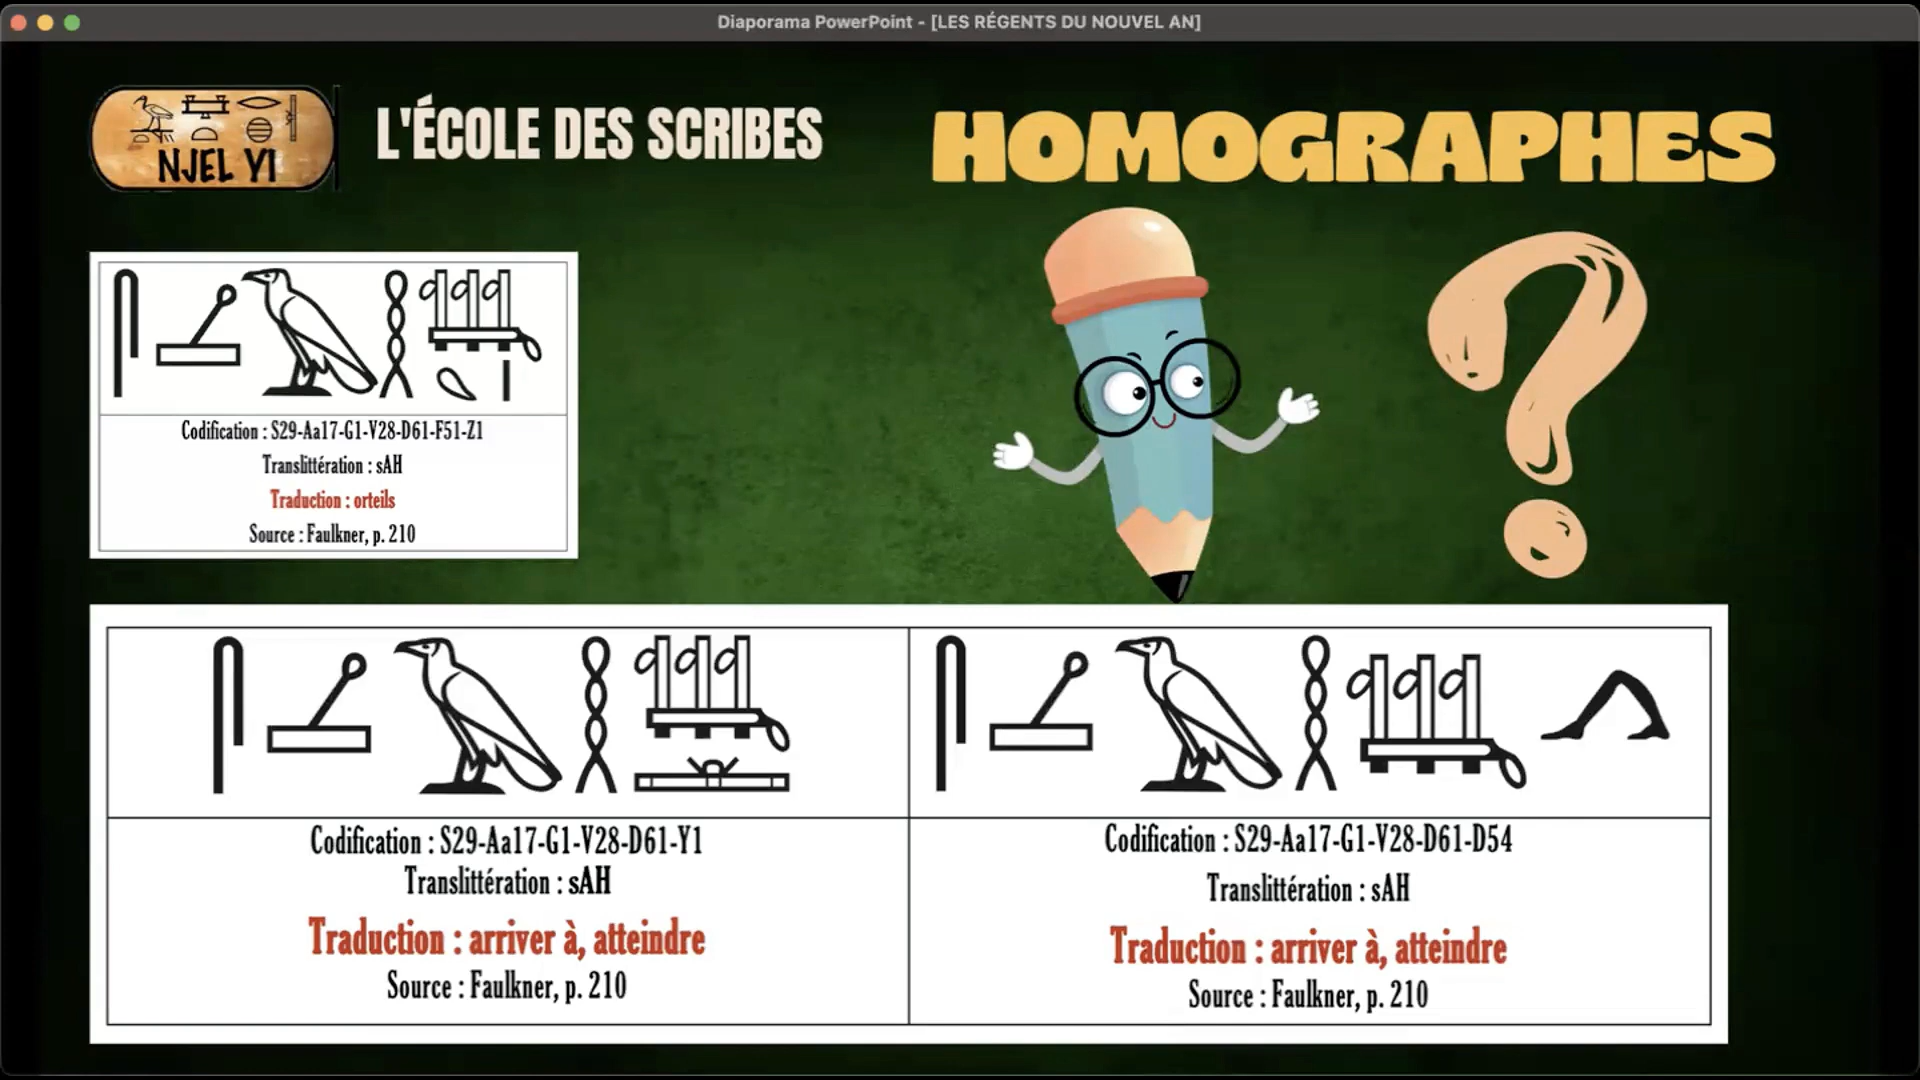 Diaporama PowerPoint - [LES RÉGENTS DU NOUVEL AN]
NJEL YI
L'ÉCOLE DES SCRIBES
HOMOGRAPHES
Codification : S29-Aa17-G1-V28-D61-F51-Z1
Translittération : sAH
Traduction : orteils
Source : Faulkner, p. 210
?
Codification : S29-Aa17-G1-V28-D61-Y1
Translittération : sAH
Traduction : arriver à, atteindre
Source : Faulkner, p. 210
Codification : S29-Aa17-G1-V28-D61-D54
Translittération : sAH
Traduction : arriver à, atteindre
Source : Faulkner, p. 210